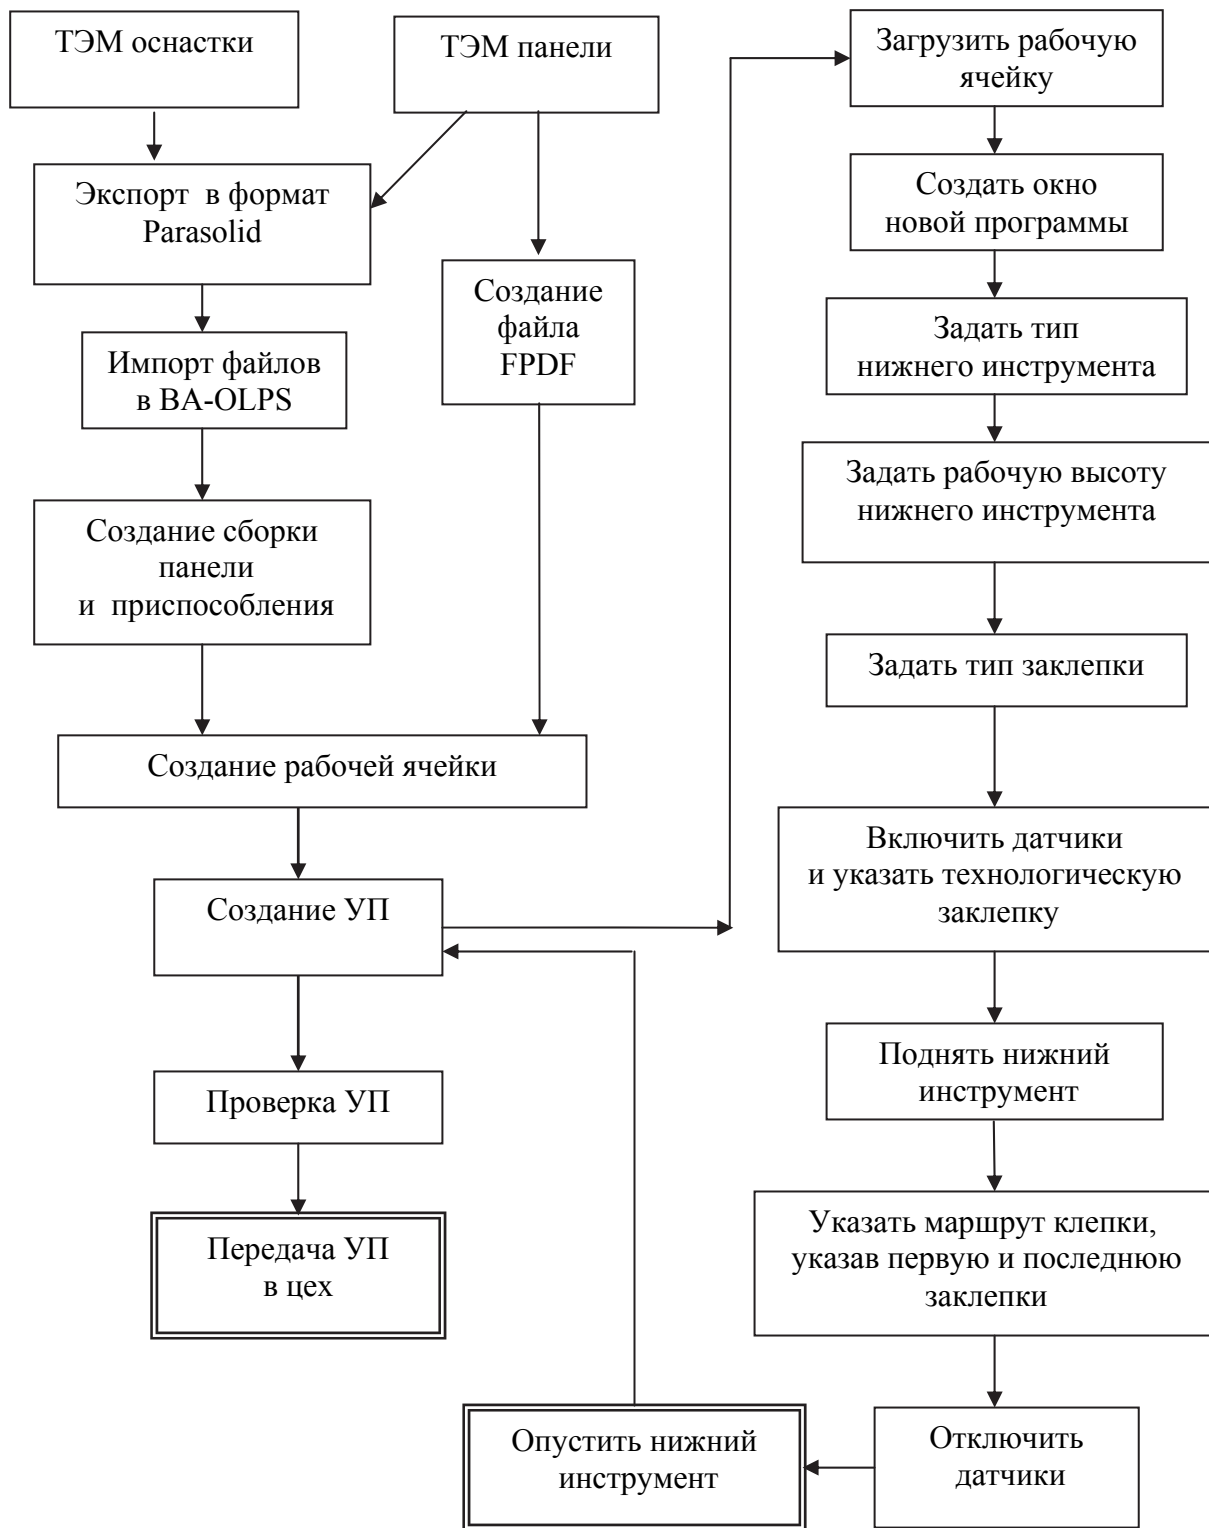 ТЭМ оснастки
ТЭМ панели
Экспорт в формат
Parasolid
Создание
файла
FPDF
Импорт файлов
в BA-OLPS
Создание сборки
панели
и приспособления
Создание рабочей ячейки
Создание УП
Проверка УП
Передача УП
в цех
Загрузить рабочую
ячейку
Создать окно
новой программы
Задать тип
нижнего инструмента
Задать рабочую высоту
нижнего инструмента
Задать тип заклепки
Включить датчики
и указать технологическую
заклепку
Поднять нижний
инструмент
Указать маршрут клепки,
указав первую и последнюю
заклепки
Отключить
датчики
Опустить нижний
инструмент